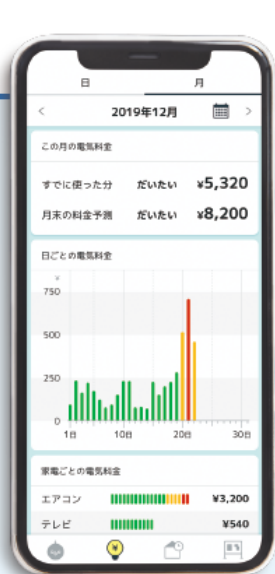 日 月
< 2019年12月 >
この月の電気料金
すでに使った分 だいたい ¥5,320
月末の料金予測 だいたい ¥8,200
日ごとの電気料金
¥
750
500
250
0
1日 10日 20日 30日
家電ごとの電気料金
エアコン ¥3,200
テレビ ¥540